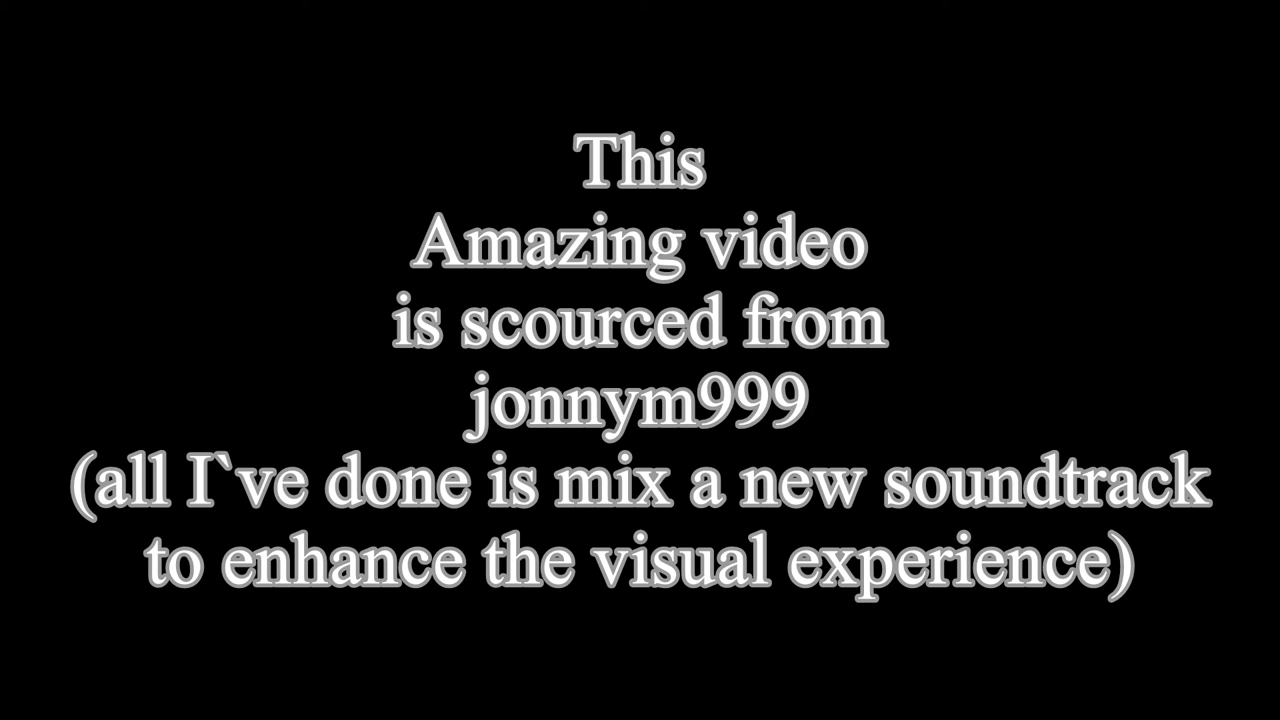 This
Amazing video
is scourced from
jonnym999
(all I`ve done is mix a new soundtrack
to enhance the visual experience)